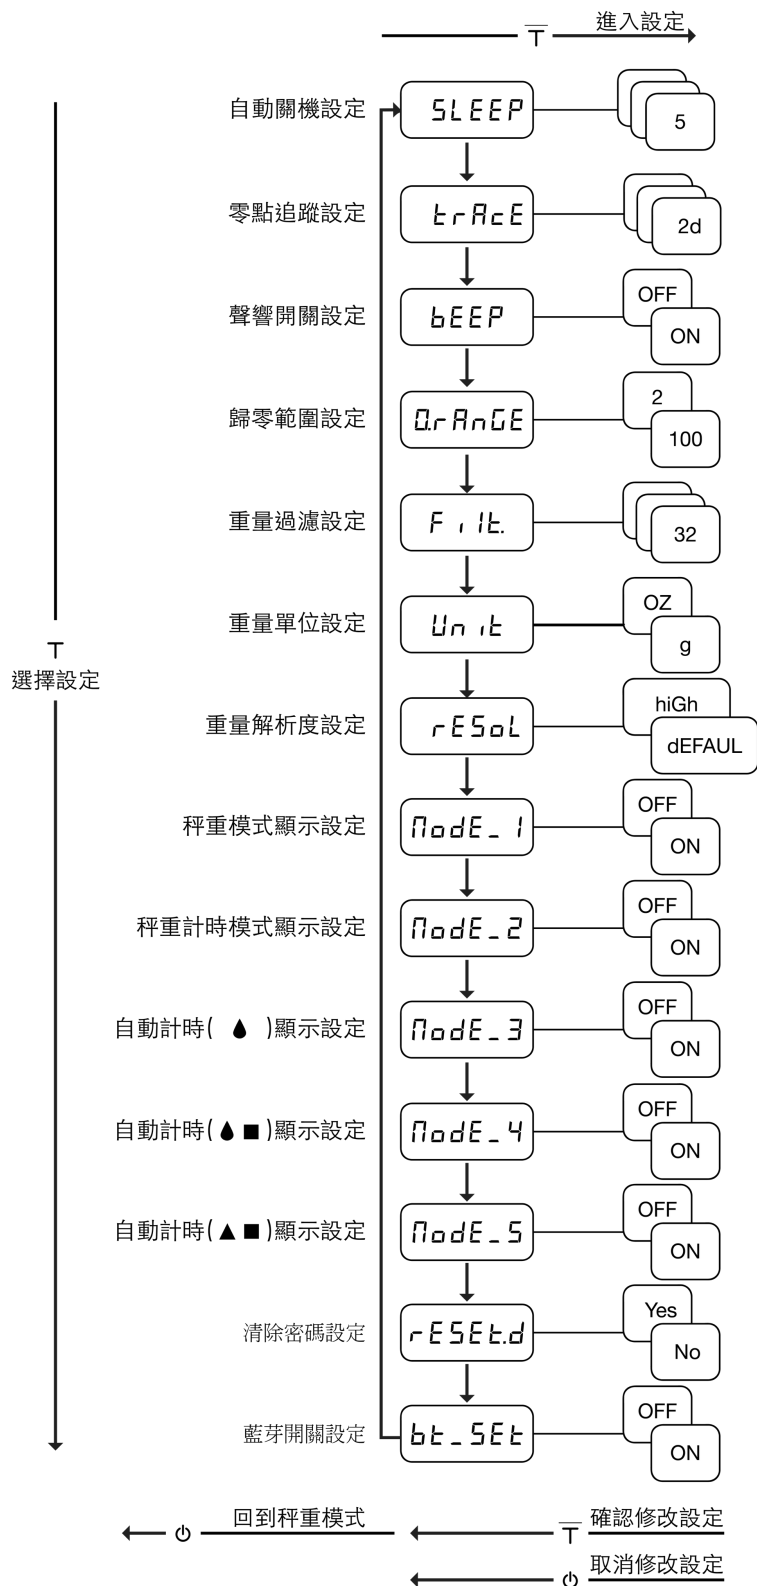 T 進入設定
自動關機設定 SLEEP 5
零點追蹤設定 trAcE 2d
聲響開關設定 bEEP OFF
ON
歸零範圍設定 0.rAnGE 2
100
重量過濾設定 Filt. 32
重量單位設定 Unit OZ
g
T
選擇設定
重量解析度設定 rESoL hiGh
dEFAUL
秤重模式顯示設定 ModE_1 OFF
ON
秤重計時模式顯示設定 ModE_2 OFF
ON
自動計時( )顯示設定 ModE_3 OFF
ON
自動計時( ■ )顯示設定 ModE_4 OFF
ON
自動計時(▲ ■ )顯示設定 ModE_5 OFF
ON
清除密碼設定 rESEt.d Yes
No
藍芽開關設定 bt_SEt OFF
ON
回到秤重模式 T 確認修改設定
取消修改設定